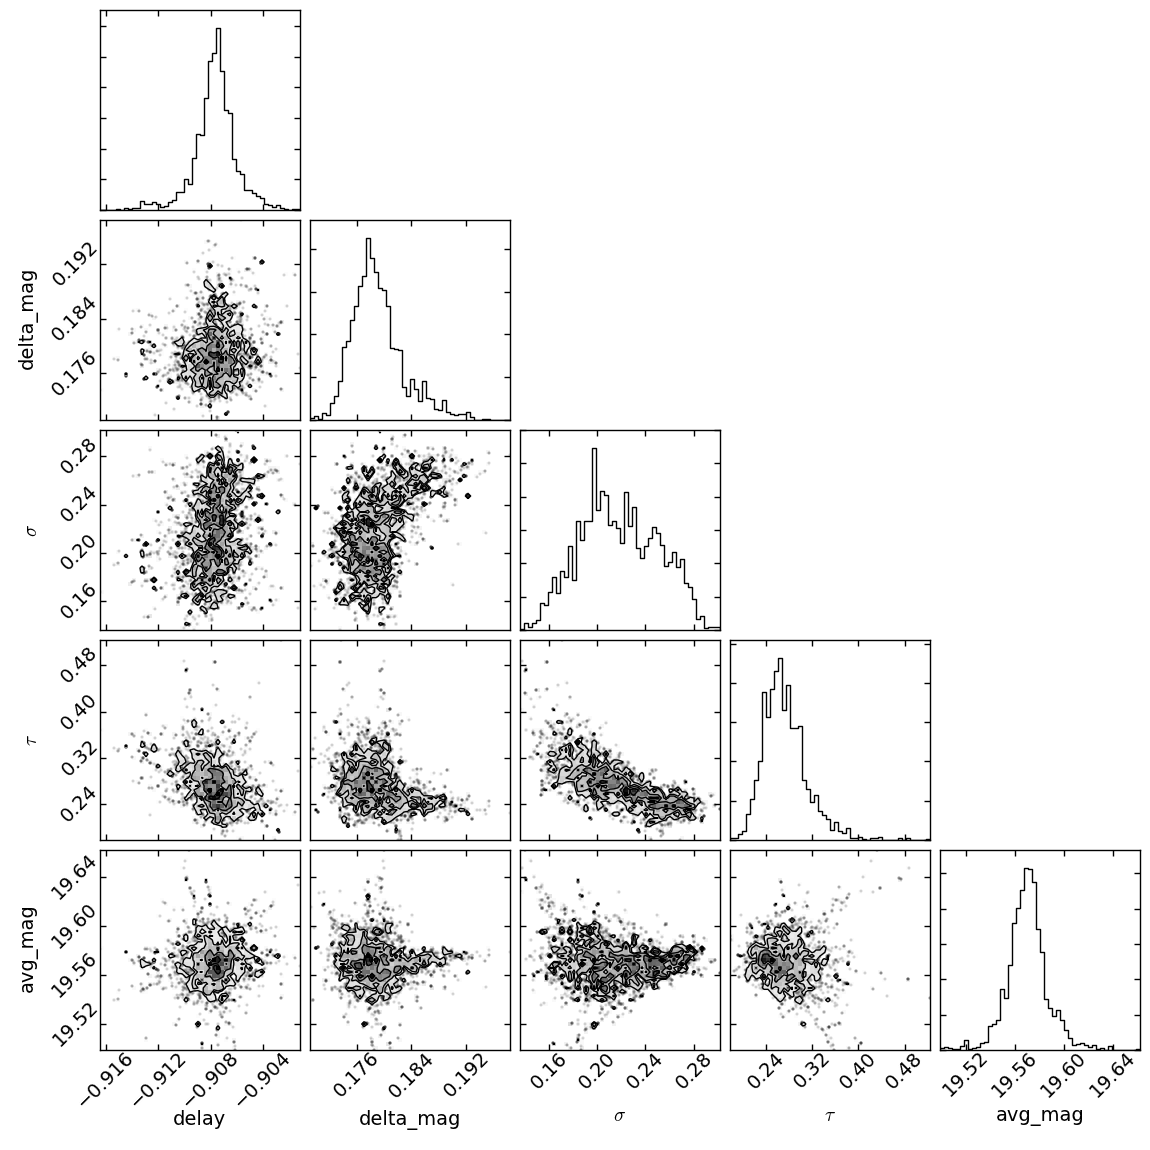 delta_mag
0.192
0.184
0.176
σ
0.28
0.24
0.20
0.16
τ
0.48
0.40
0.32
0.24
avg_mag
19.64
19.60
19.56
19.52
−0.916 −0.912 −0.908 −0.904
0.176 0.184 0.192
0.16 0.20 0.24 0.28
0.24 0.32 0.40 0.48
19.52 19.56 19.60 19.64
delay delta_mag σ τ avg_mag